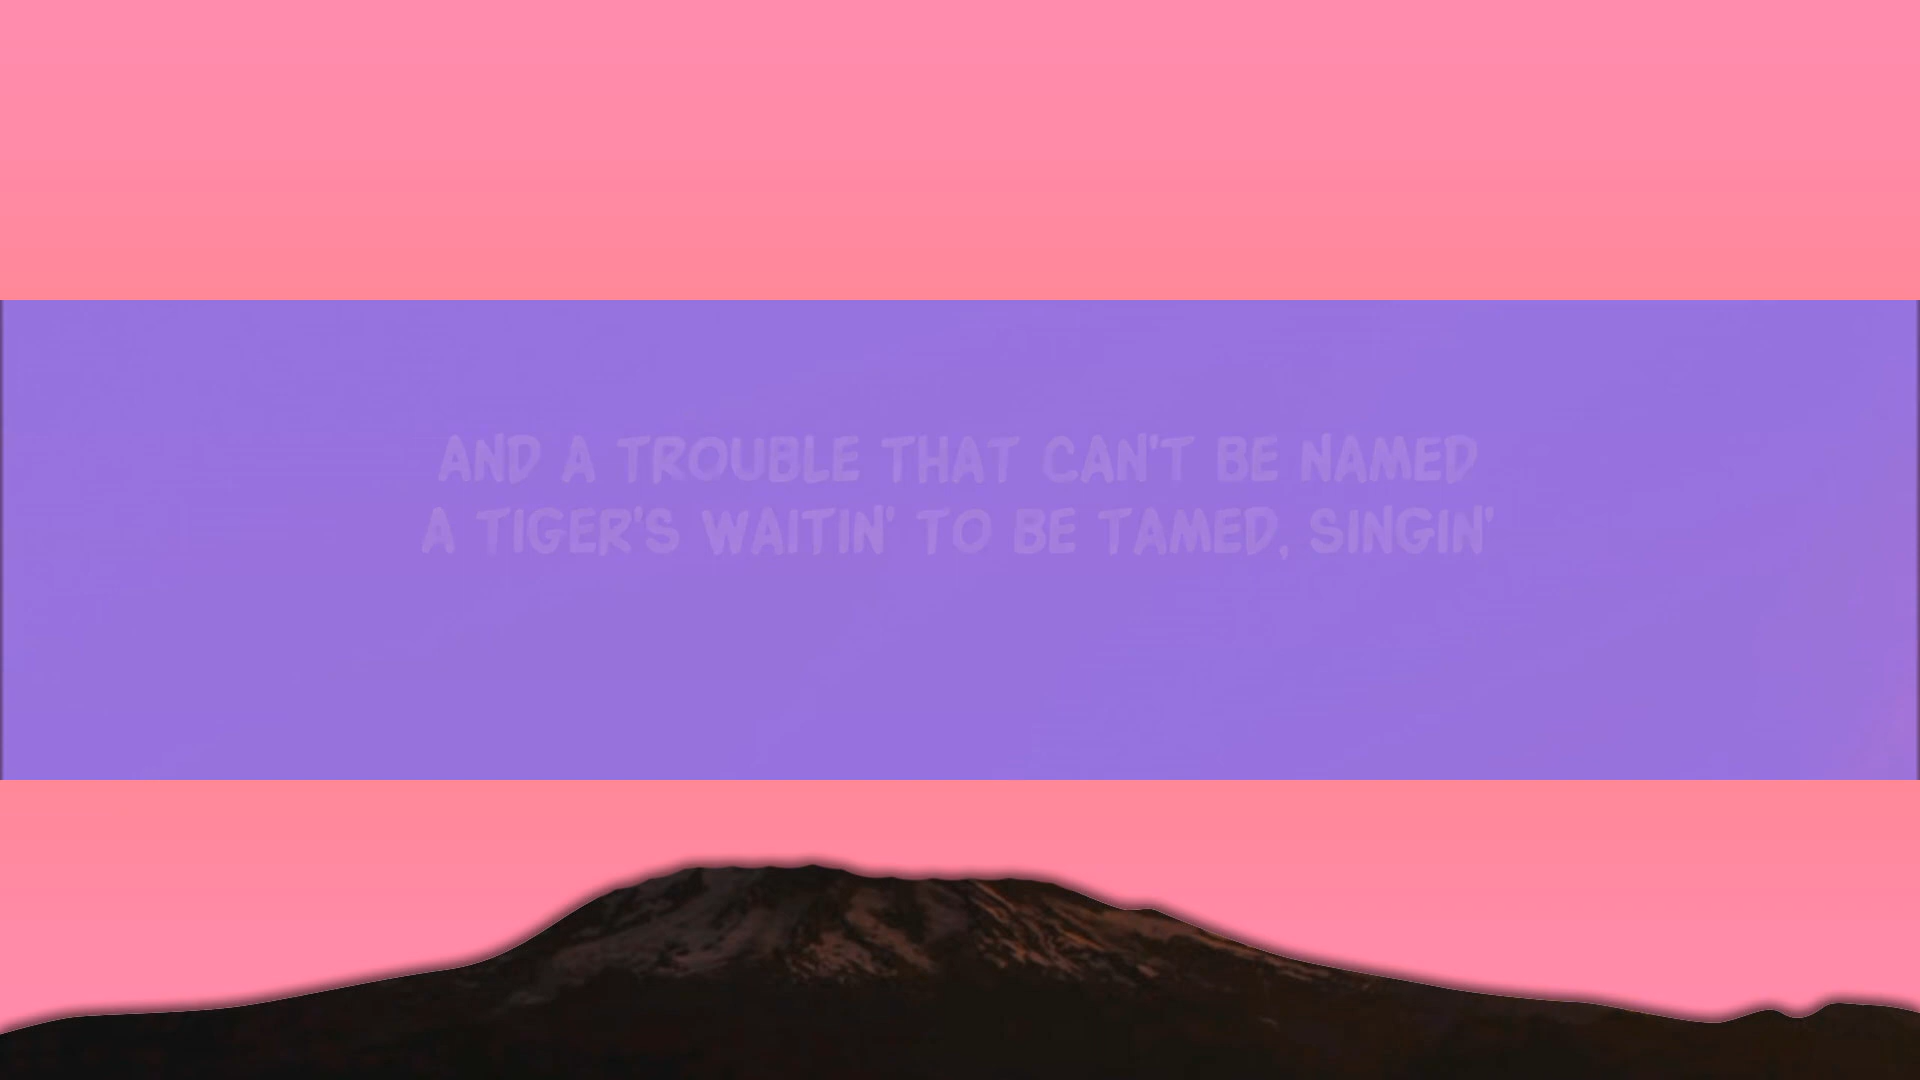 AND A TROUBLE THAT CAN'T BE NAMED
A TIGER'S WAITIN' TO BE TAMED, SINGIN'